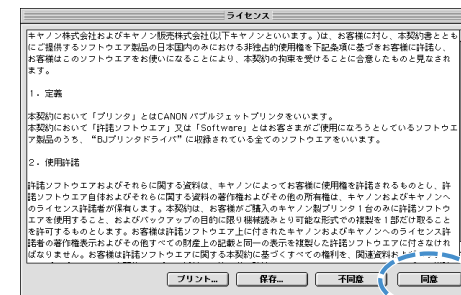 ライセンス
キヤノン株式会社およびキヤノン販売株式会社(以下キヤノンといいます。)は、お客様に対し、本契約書ととも
にご提供するソフトウエア製品の日本国内のみにおける非独占的使用権を下記条項に基づきお客様に許諾し、
お客様はこのソフトウエアをお使いになることにより、本契約の拘束を受けることに合意したものと見なされ
ます。
1．定義
本契約において「プリンタ」とはCANON バブルジェットプリンタをいいます。
本契約において「許諾ソフトウエア」又は「Software」とはお客さまがご使用になろうとしているソフトウエ
ア製品のうち、“BJプリンタドライバ”に収録されている全てのソフトウエアをいいます。
2．使用許諾
許諾ソフトウエアおよびそれらに関する資料は、キヤノンによってお客様に使用権を許諾されるものとし、許
諾ソフトウエア自体およびそれらに関する資料の著作権およびその他の所有権は、キヤノンおよびキヤノンへ
のライセンス許諾者が保有します。本契約は、お客様がご購入のキヤノン製プリンタ１台のみに許諾ソフトウ
エアを使用すること、およびバックアップの目的に限り機械読みとり可能な形式での複製を１部だけ取ること
を許可するものとします。お客様は許諾ソフトウエア上に付されたキヤノンおよびキヤノンへのライセンス許
諾者の著作権表示およびその他すべての財産上の記載と同一の表示を複製した許諾ソフトウエアに付さなけれ
ばなりません。お客様は許諾ソフトウエアに関する本契約に基づくすべての権利を、関連資料お
プリント... 保存... 不同意 同意